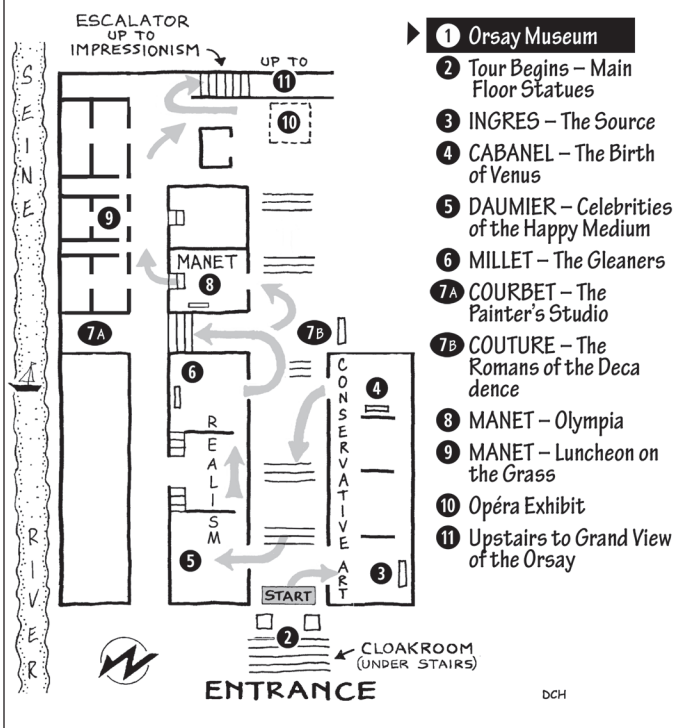 ESCALATOR
UP TO
IMPRESSIONISM
UP TO
11
10
SEINE RIVER
9
MANET
8
7A
7B
6
4
CONSERVATIVE ART
REALISM
5
3
START
2
CLOAKROOM
(UNDER STAIRS)
ENTRANCE
DCH
1 Orsay Museum
2 Tour Begins – Main
Floor Statues
3 INGRES – The Source
4 CABANEL – The Birth
of Venus
5 DAUMIER – Celebrities
of the Happy Medium
6 MILLET – The Gleaners
7A COURBET – The
Painter's Studio
7B COUTURE – The
Romans of the Deca
dence
8 MANET – Olympia
9 MANET – Luncheon on
the Grass
10 Opéra Exhibit
11 Upstairs to Grand View
of the Orsay